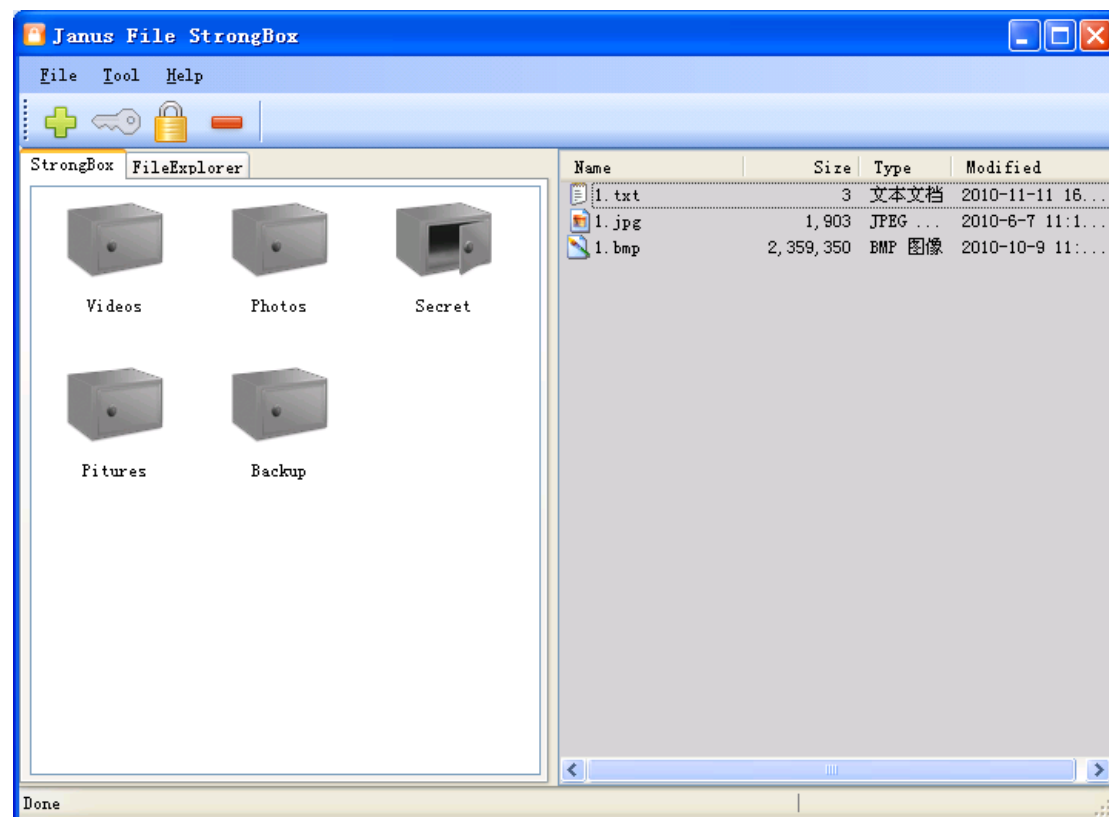 Janus File StrongBox
File Tool Help
StrongBox FileExplorer
Videos Photos Secret
Pitures Backup
Name Size Type Modified
1.txt 3 文本文档 2010-11-11 16...
1.jpg 1,903 JPEG ... 2010-6-7 11:1...
1.bmp 2,359,350 BMP 图像 2010-10-9 11:...
Done